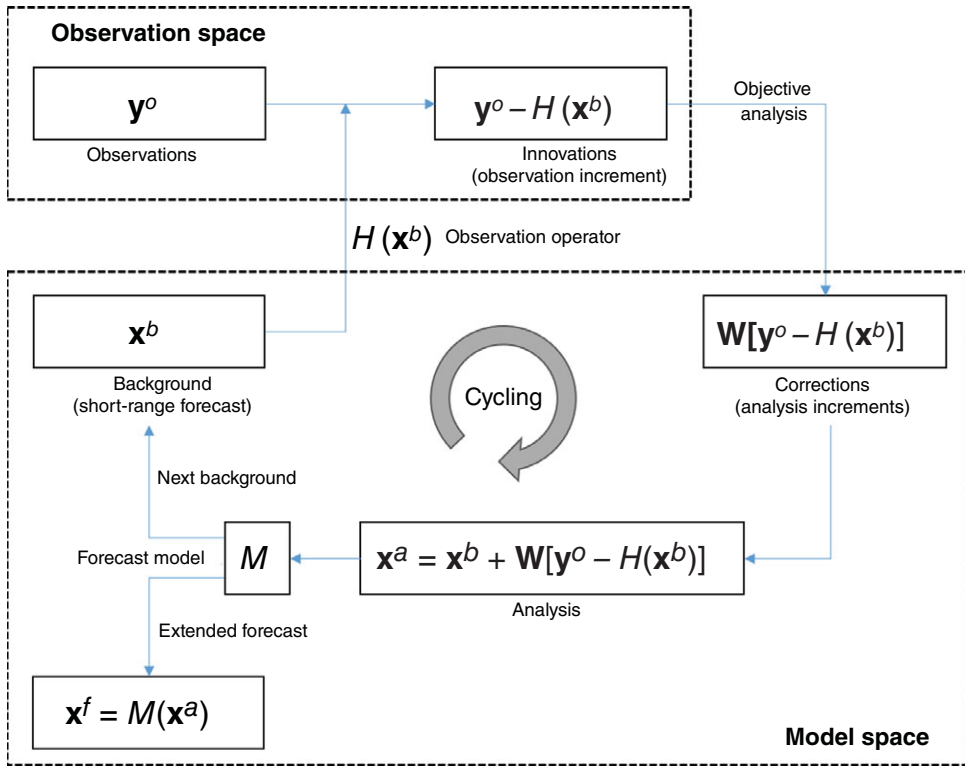 Observation space
𝐲ᵒ
Observations
𝐲ᵒ – H (𝐱ᵇ)
Innovations
(observation increment)
Objective
analysis
H (𝐱ᵇ) Observation operator
𝐱ᵇ
Background
(short-range forecast)
Cycling
𝐖[𝐲ᵒ – H (𝐱ᵇ)]
Corrections
(analysis increments)
Next background
Forecast model
M
𝐱ᵃ = 𝐱ᵇ + 𝐖[𝐲ᵒ – H(𝐱ᵇ)]
Analysis
Extended forecast
𝐱ᶠ = M(𝐱ᵃ)
Model space